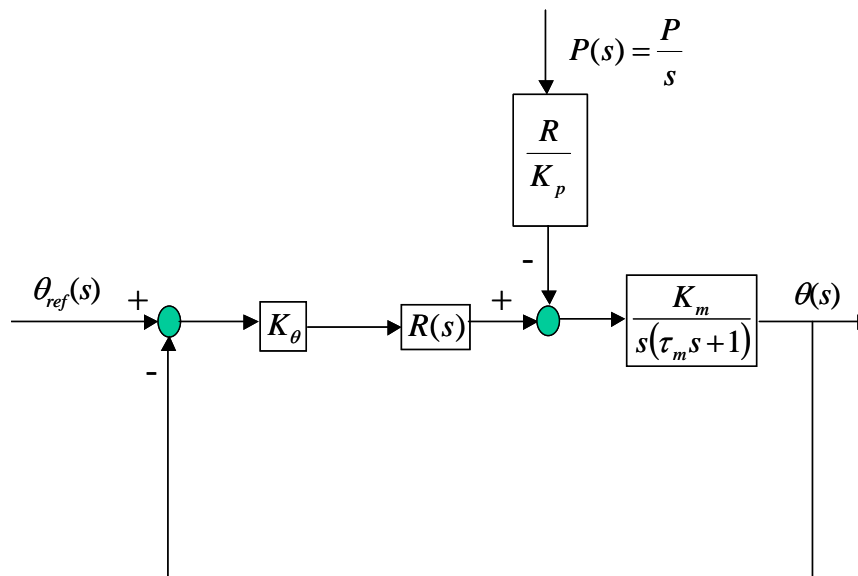 P(s) = P/s
R/K_p
-
θ_ref(s)
+
K_θ
R(s)
+
K_m/s(τ_m s+1)
θ(s)
-